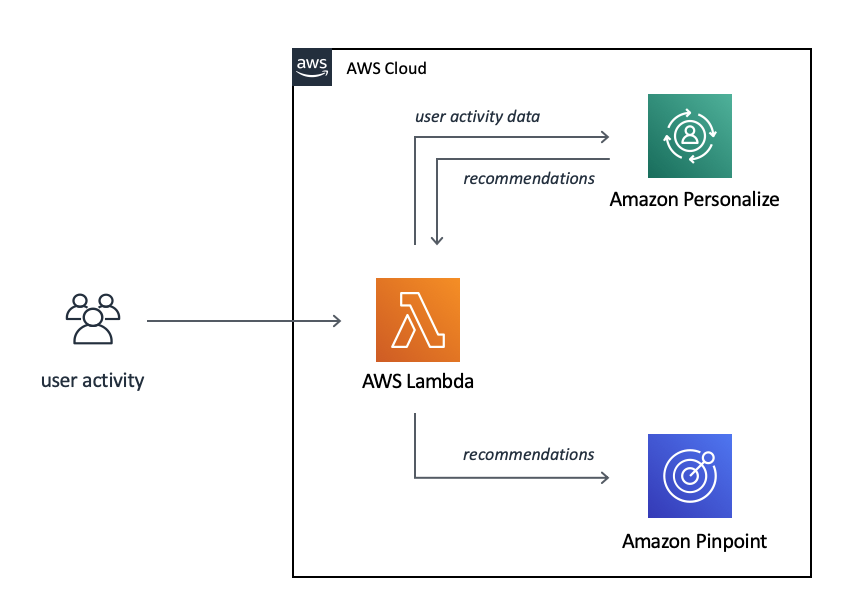 aws
AWS Cloud
user activity data
recommendations
Amazon Personalize
user activity
AWS Lambda
recommendations
Amazon Pinpoint